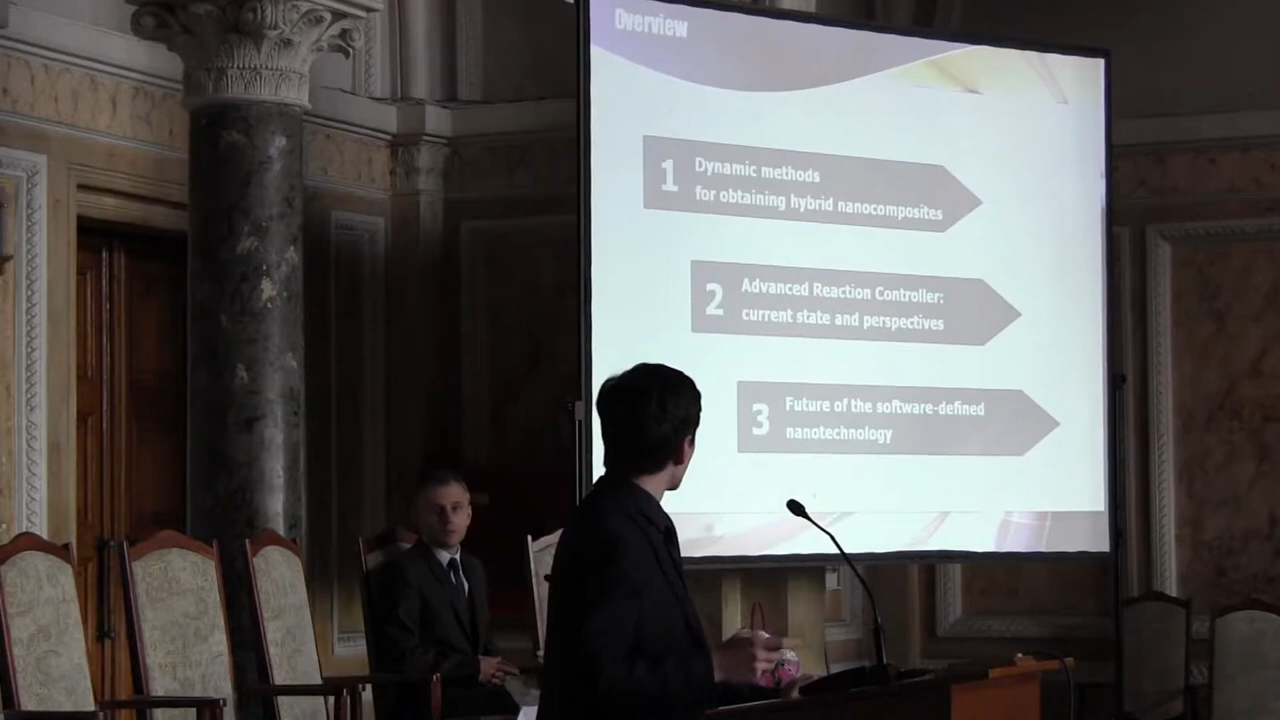 Overview
1
Dynamic methods
for obtaining hybrid nanocomposites
2
Advanced Reaction Controller:
current state and perspectives
3
Future of the software-defined
nanotechnology